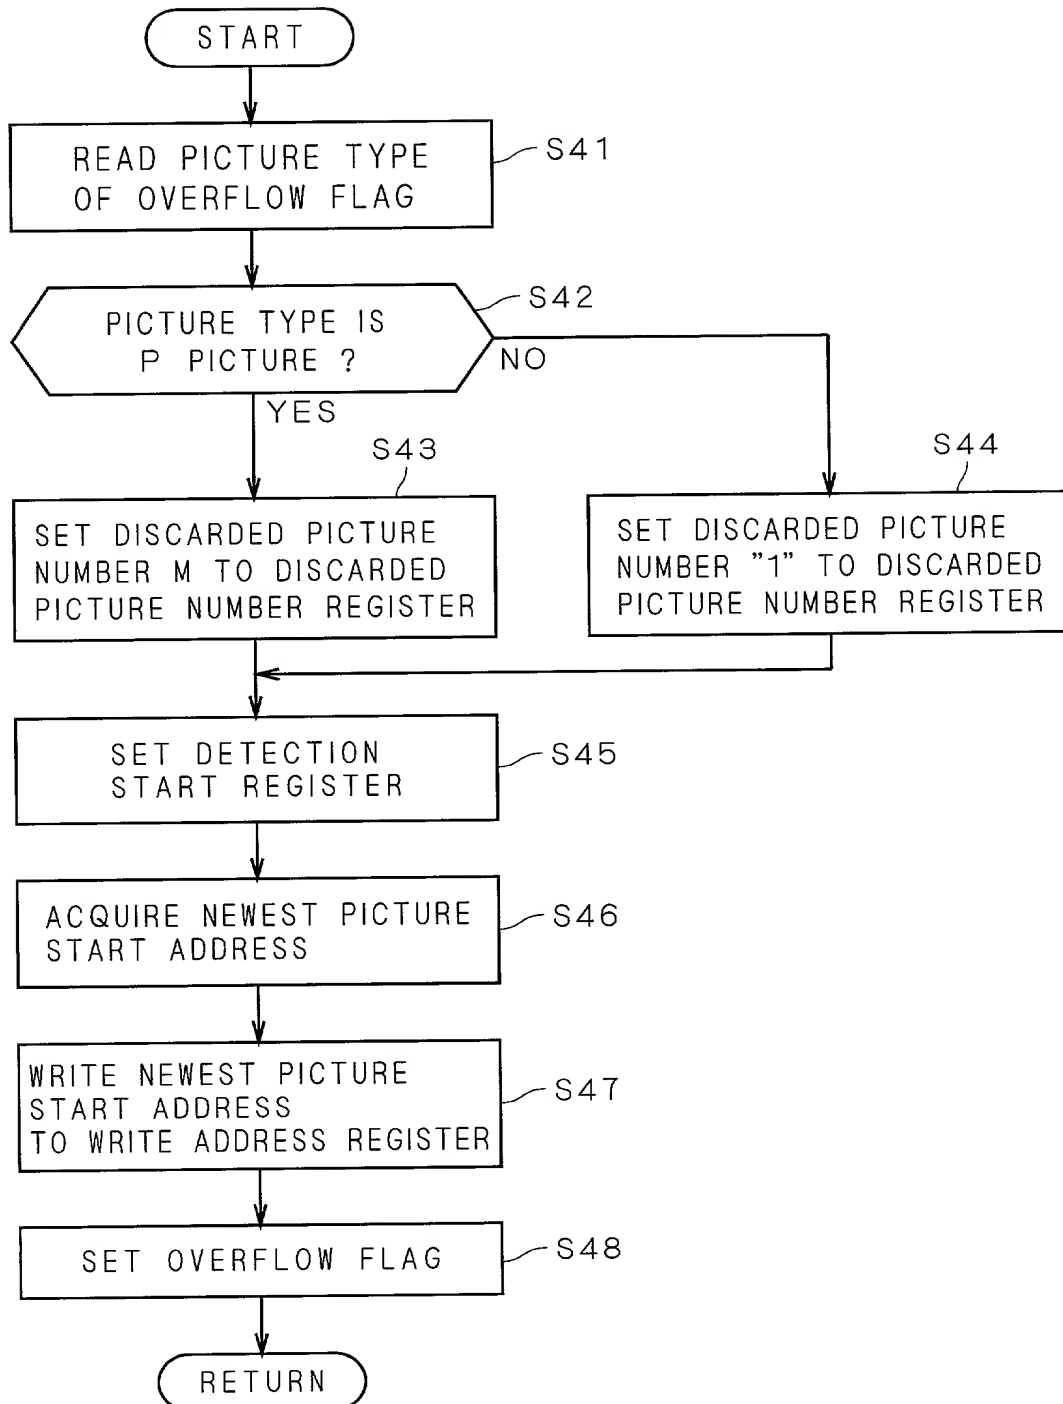 START
READ PICTURE TYPE
OF OVERFLOW FLAG
S41
PICTURE TYPE IS
P PICTURE ?
S42
NO
YES
S43
SET DISCARDED PICTURE
NUMBER M TO DISCARDED
PICTURE NUMBER REGISTER
S44
SET DISCARDED PICTURE
NUMBER "1" TO DISCARDED
PICTURE NUMBER REGISTER
SET DETECTION
START REGISTER
S45
ACQUIRE NEWEST PICTURE
START ADDRESS
S46
WRITE NEWEST PICTURE
START ADDRESS
TO WRITE ADDRESS REGISTER
S47
SET OVERFLOW FLAG
S48
RETURN